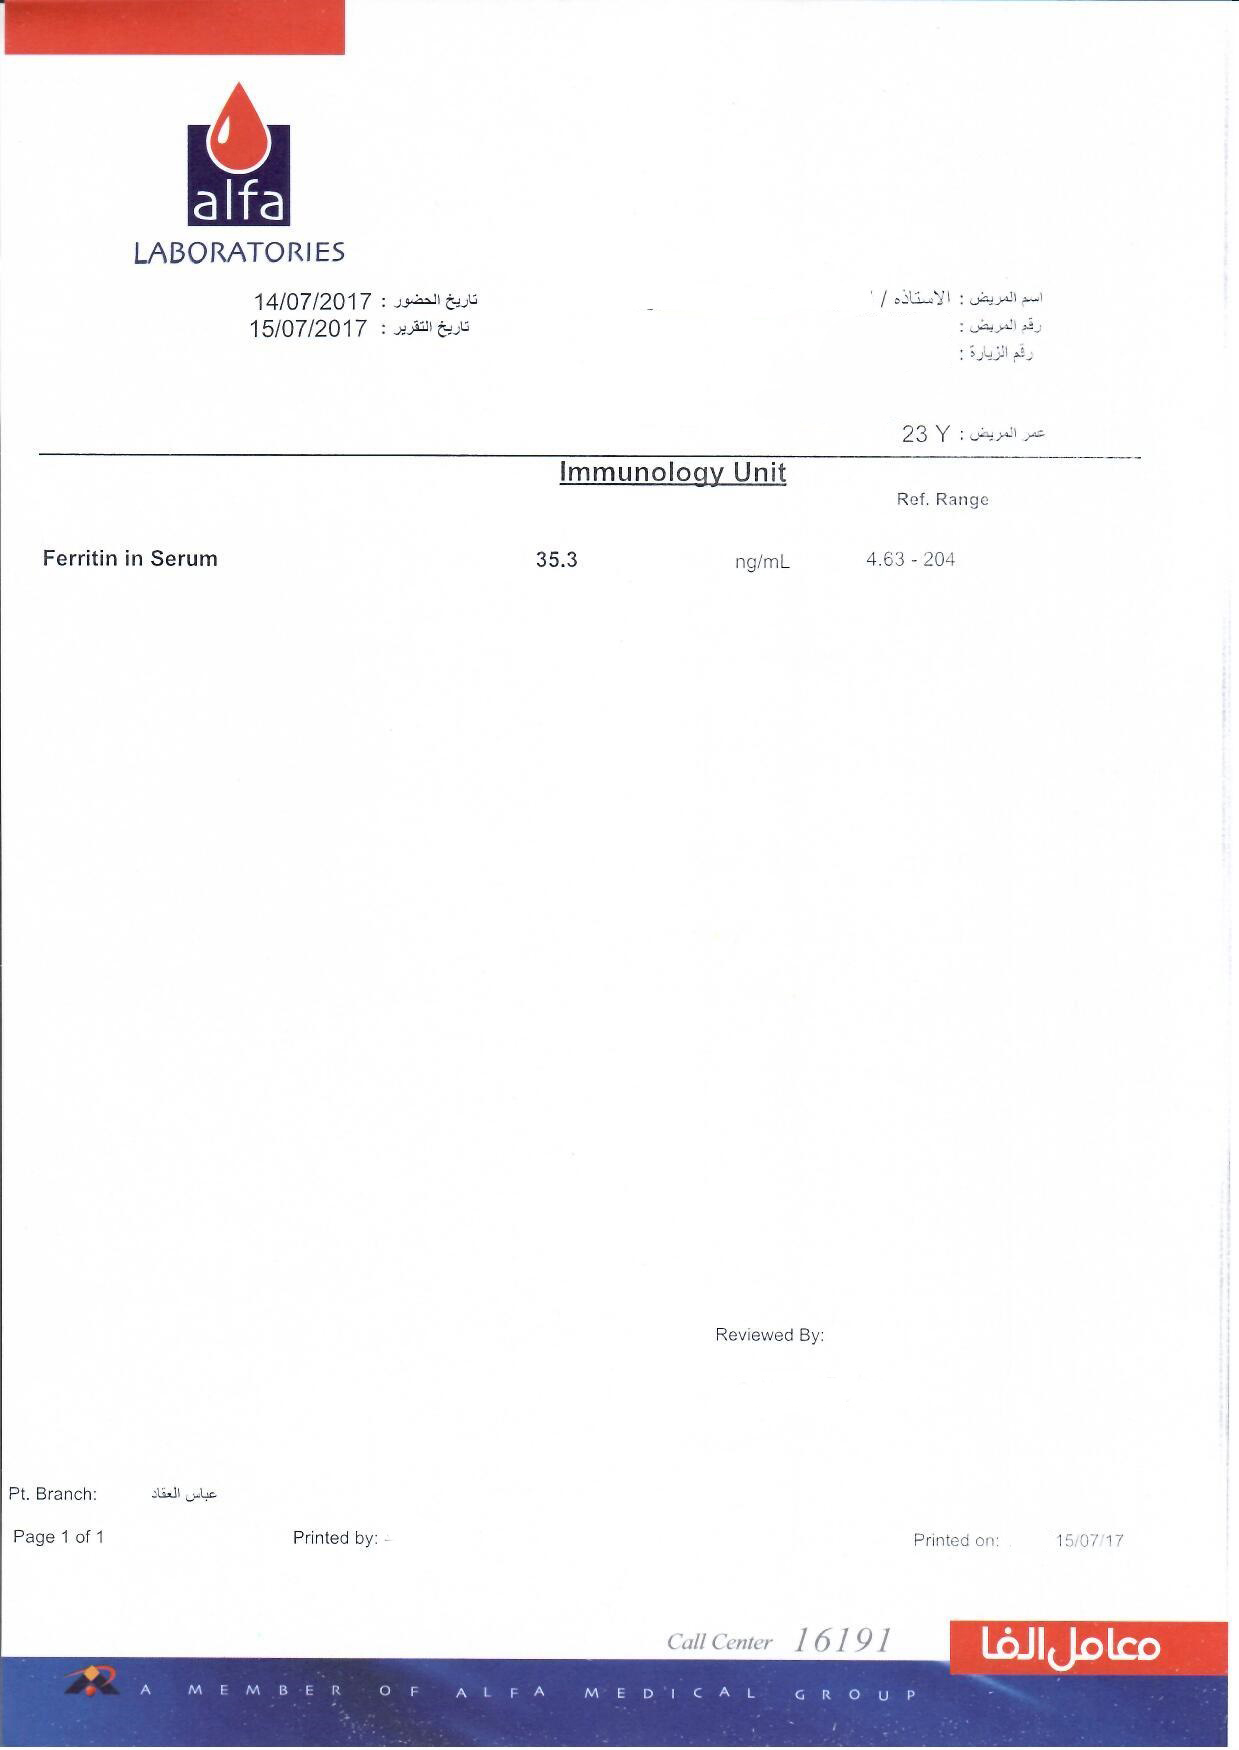 alfa
LABORATORIES
تاريخ الحضور : 14/07/2017
تاريخ التقرير : 15/07/2017
اسم المريض : الاستاذه /
رقم المريض :
رقم الزيارة :
عمر المريض : 23 Y
Immunology Unit
Ref. Range
Ferritin in Serum 35.3 ng/mL 4.63 - 204
Reviewed By:
Pt. Branch: عباس العقاد
Page 1 of 1 Printed by: - Printed on: 15/07/17
Call Center 16191
معامل الفا
A MEMBER OF ALFA MEDICAL GROUP